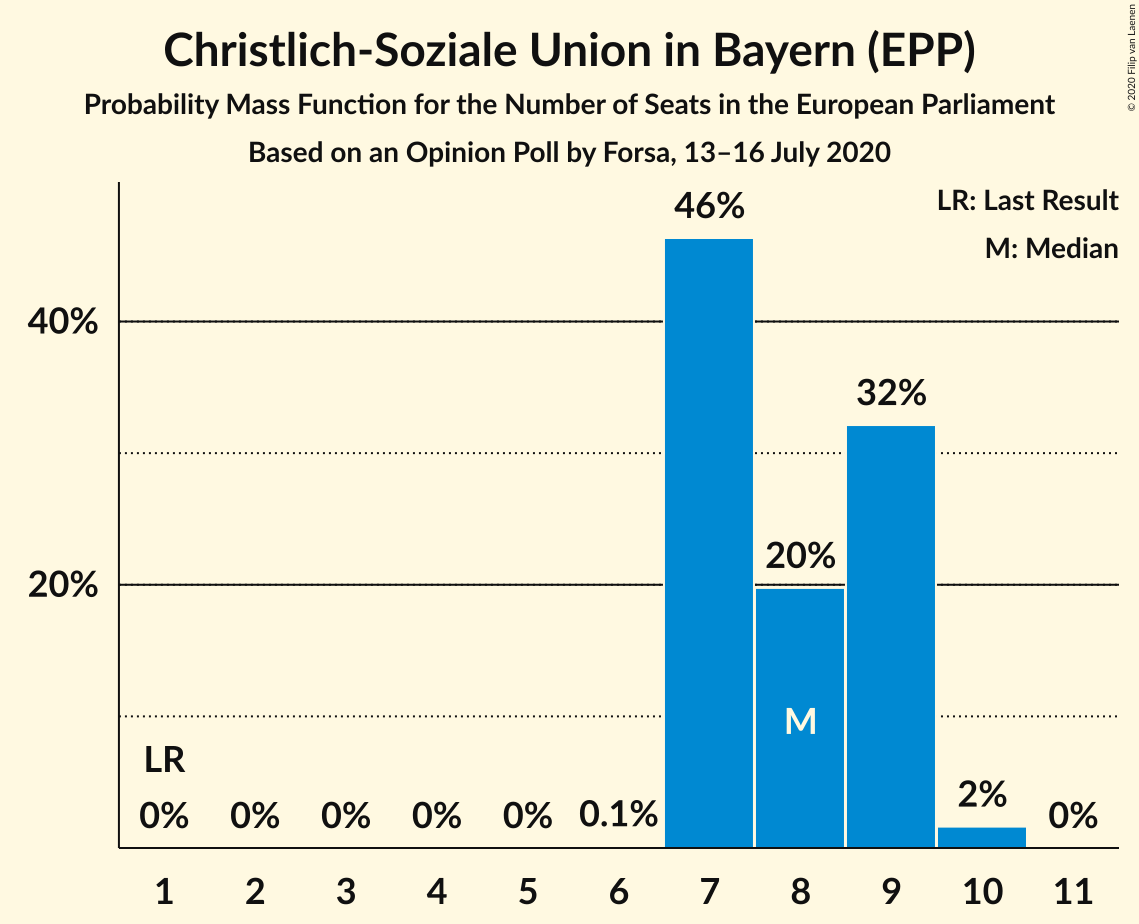 Christlich-Soziale Union in Bayern (EPP)
Probability Mass Function for the Number of Seats in the European Parliament
Based on an Opinion Poll by Forsa, 13–16 July 2020
© 2020 Filip van Laenen
LR: Last Result
M: Median
46%
40%
32%
20%
20%
M
LR
0% 0% 0% 0% 0% 0.1% 2% 0%
1 2 3 4 5 6 7 8 9 10 11